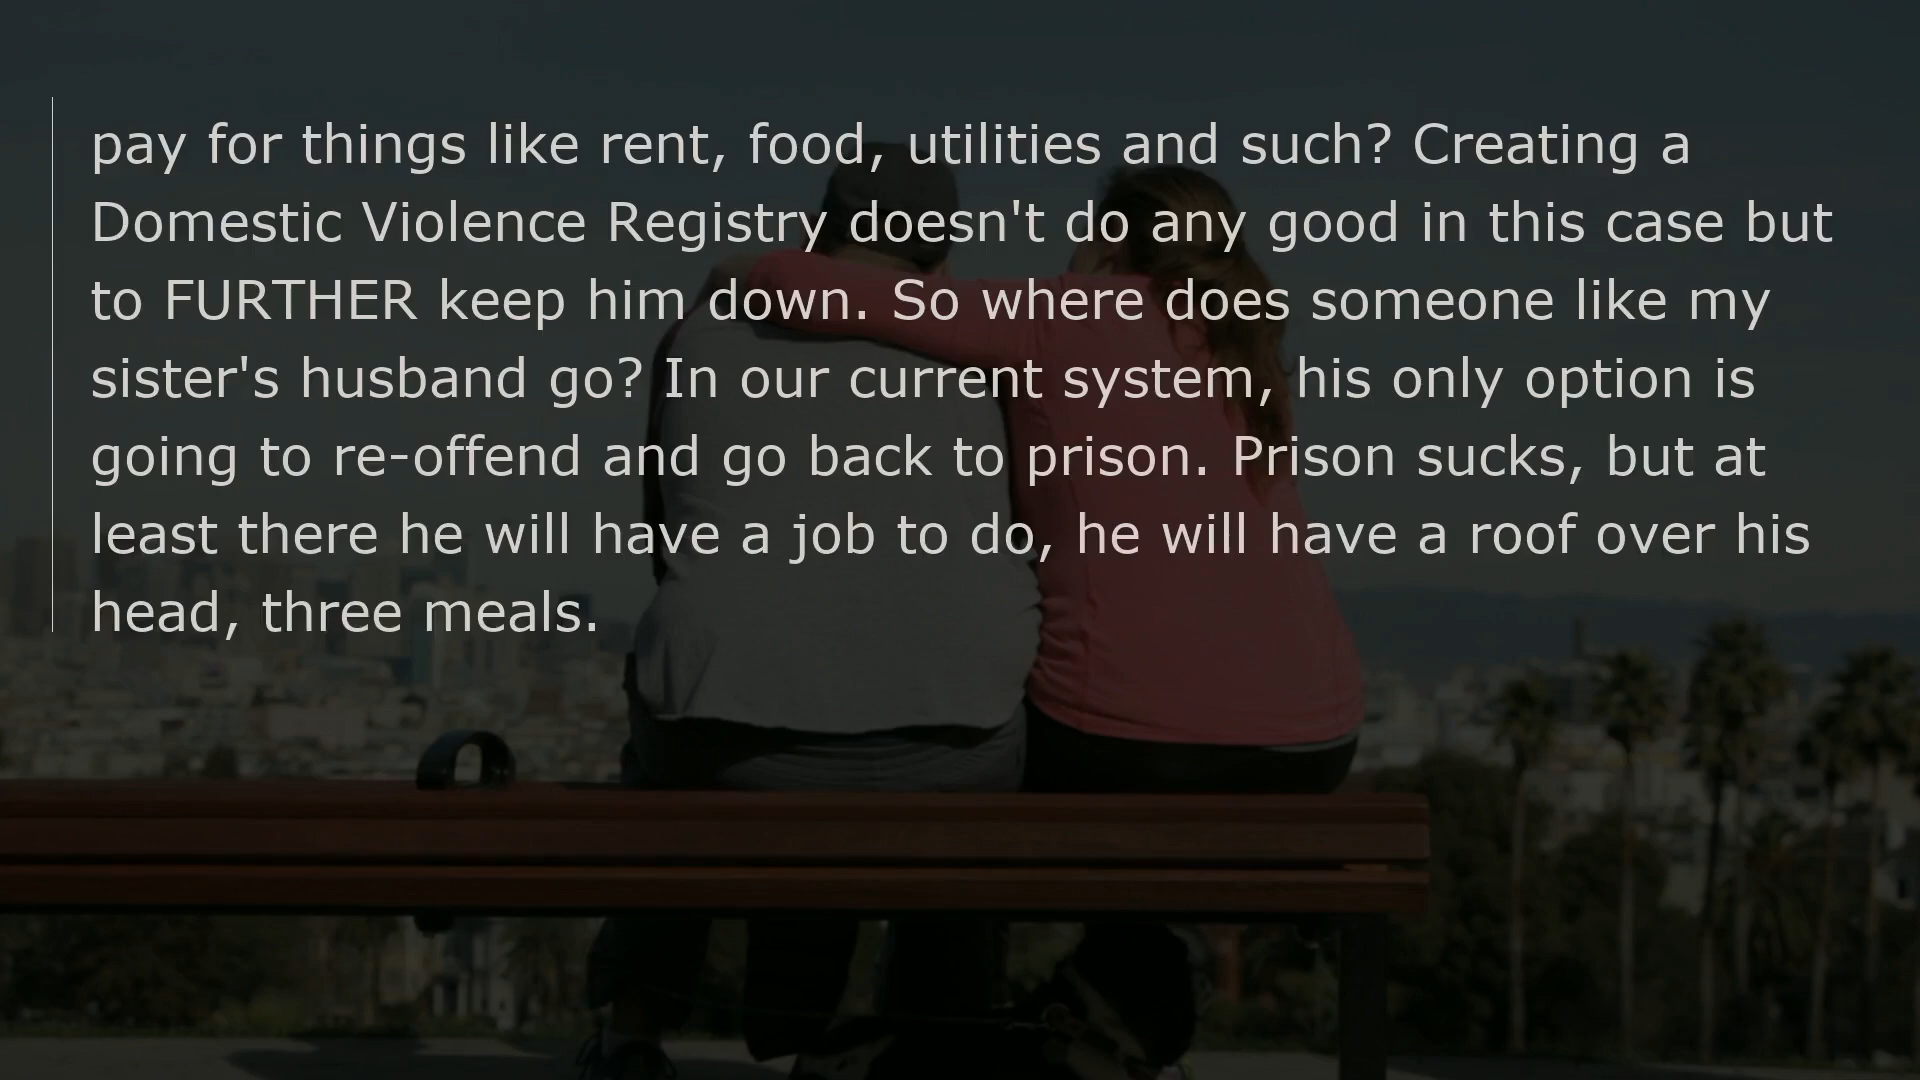 pay for things like rent, food, utilities and such? Creating a
Domestic Violence Registry doesn't do any good in this case but
to FURTHER keep him down. So where does someone like my
sister's husband go? In our current system, his only option is
going to re-offend and go back to prison. Prison sucks, but at
least there he will have a job to do, he will have a roof over his
head, three meals.